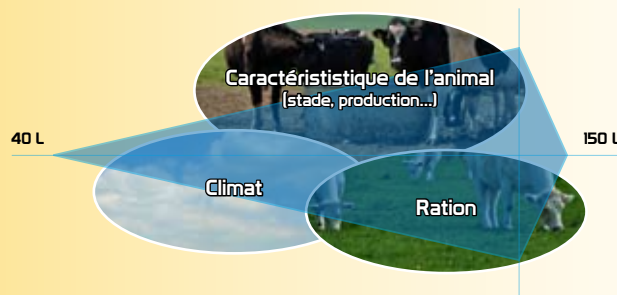 Caractérististique de l'animal
(stade, production...)
40 L
150 L
Climat
Ration